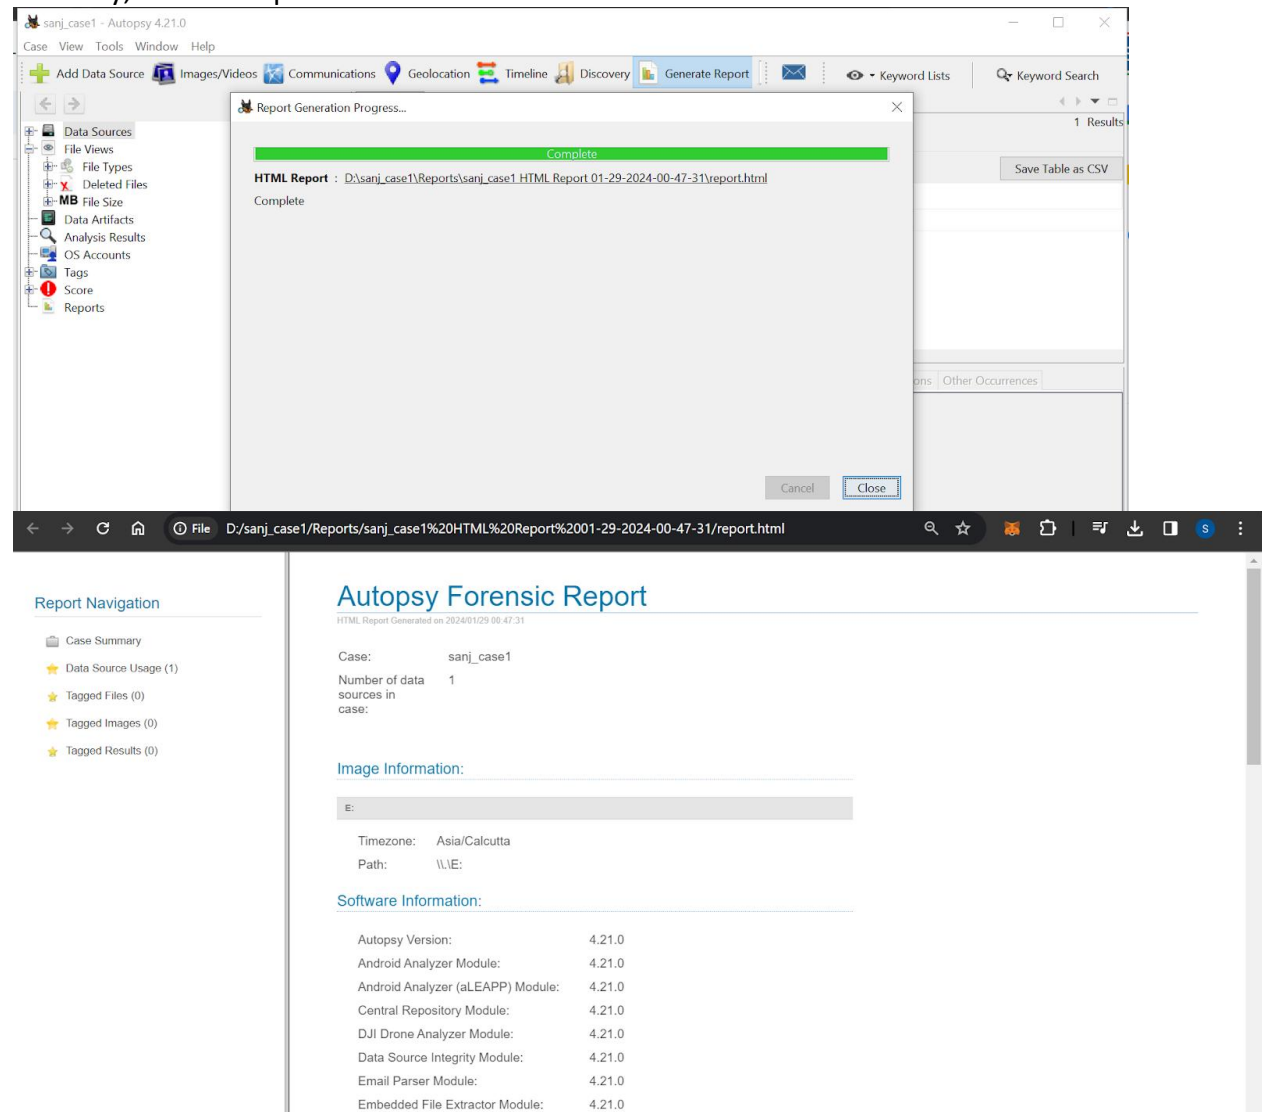 sanj_case1 - Autopsy 4.21.0
Case View Tools Window Help
Add Data Source Images/Videos Communications Geolocation Timeline Discovery Generate Report Keyword Lists Keyword Search
Report Generation Progress...
1 Results
Data Sources
File Views
File Types
Deleted Files
MB File Size
Data Artifacts
Analysis Results
OS Accounts
Tags
Score
Reports
Complete
HTML Report : D:\sanj_case1\Reports\sanj_case1 HTML Report 01-29-2024-00-47-31\report.html
Complete
Save Table as CSV
Other Occurrences
Cancel Close
File D:/sanj_case1/Reports/sanj_case1%20HTML%20Report%2001-29-2024-00-47-31/report.html
S
Report Navigation
Case Summary
Data Source Usage (1)
Tagged Files (0)
Tagged Images (0)
Tagged Results (0)
Autopsy Forensic Report
HTML Report Generated on 2024/01/29 00:47:31
Case: sanj_case1
Number of data sources in case: 1
Image Information:
E:
Timezone: Asia/Calcutta
Path: \\.\E:
Software Information:
Autopsy Version: 4.21.0
Android Analyzer Module: 4.21.0
Android Analyzer (aLEAPP) Module: 4.21.0
Central Repository Module: 4.21.0
DJI Drone Analyzer Module: 4.21.0
Data Source Integrity Module: 4.21.0
Email Parser Module: 4.21.0
Embedded File Extractor Module: 4.21.0